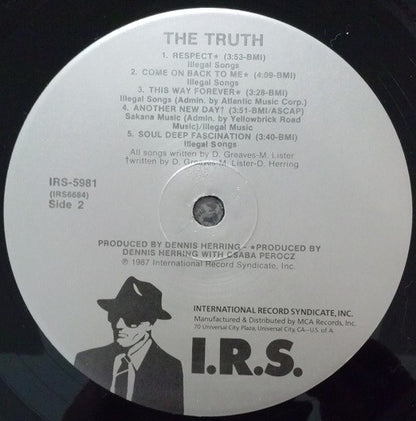 THE TRUTH
1. RESPECT★ (3:53-BMI)
Illegal Songs
2. COME ON BACK TO ME★ (4:09-BMI)
Illegal Songs
3. THIS WAY FOREVER★ (3:28-BMI)
Illegal Songs (Admin. by Atlantic Music Corp.)
4. ANOTHER NEW DAY† (3:51-BMI/ASCAP)
Sakana Music (Admin. by Yellowbrick Road
Music)/Illegal Music
5. SOUL DEEP FASCINATION (3:40-BMI)
Illegal Songs
All songs written by D. Greaves-M. Lister
†written by D. Greaves-M. Lister-D. Herring
IRS-5981
(IRS6684)
Side 2
PRODUCED BY DENNIS HERRING - ★PRODUCED BY
DENNIS HERRING WITH CSABA PEROCZ
℗ 1987 International Record Syndicate, Inc.
INTERNATIONAL RECORD SYNDICATE, INC.
Manufactured & Distributed by MCA Records, Inc.
70 Universal City Plaza, Universal City, CA--U.S. of A.
I.R.S.